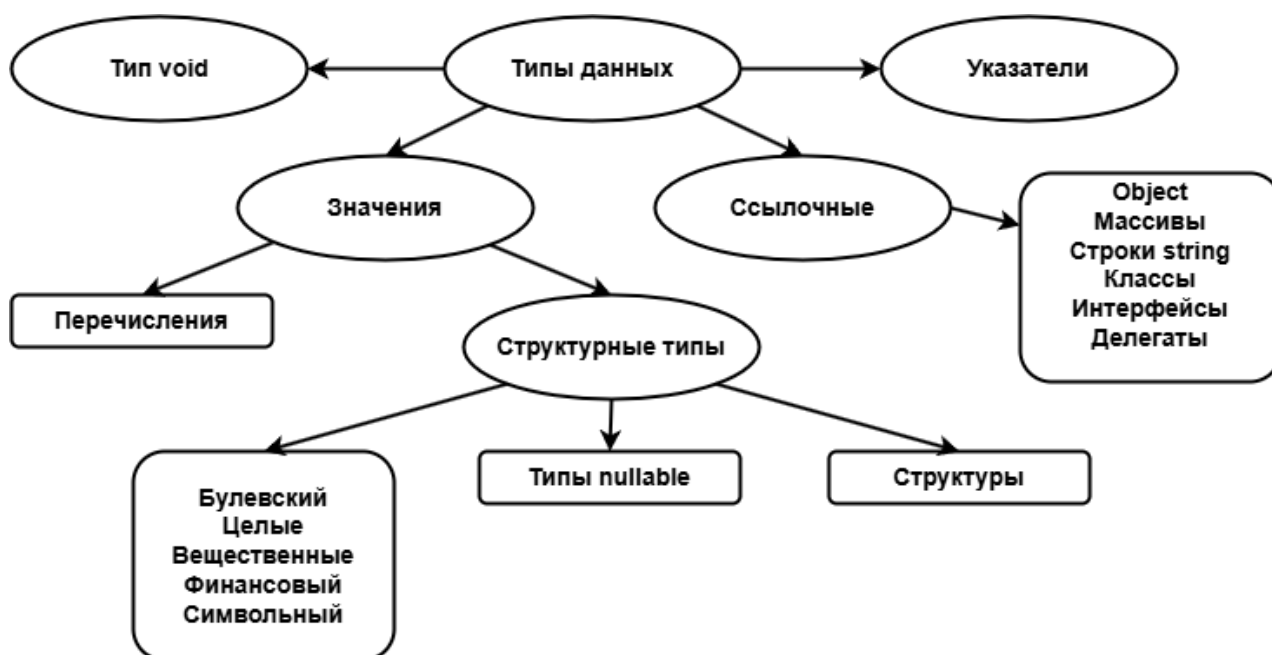 Тип void
Типы данных
Указатели
Значения
Ссылочные
Object
Массивы
Строки string
Классы
Интерфейсы
Делегаты
Перечисления
Структурные типы
Булевский
Целые
Вещественные
Финансовый
Символьный
Типы nullable
Структуры